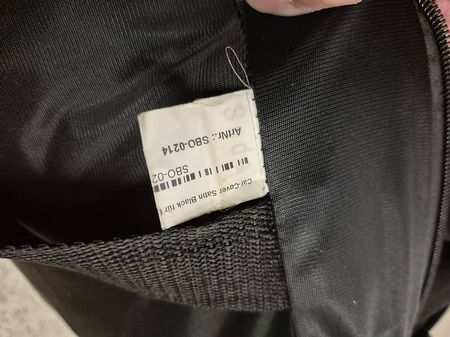 Car-Cover Satin Black für
SBO-02
ArtNr.: SBO-0214